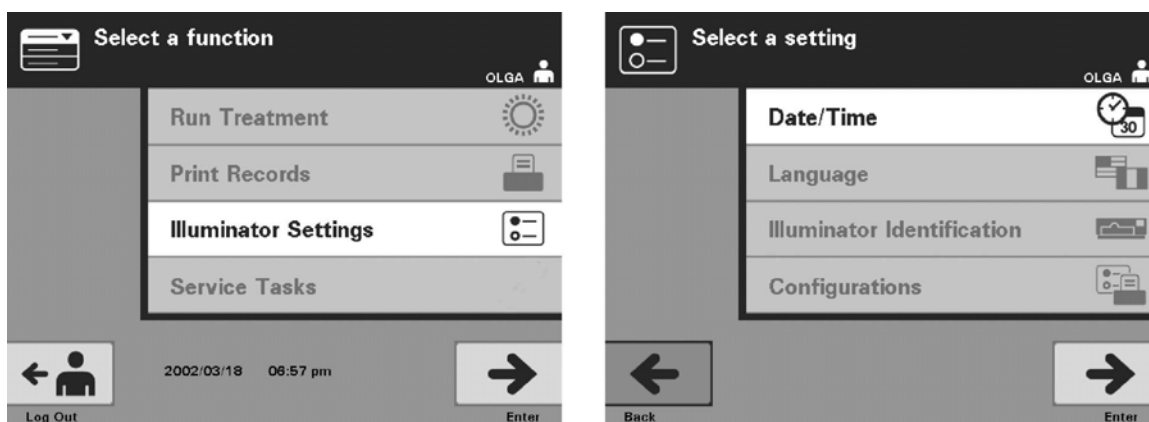 Select a function
OLGA
Run Treatment
Print Records
Illuminator Settings
Service Tasks
2002/03/18 06:57 pm
Log Out
Enter
Select a setting
OLGA
Date/Time
30
Language
Illuminator Identification
Configurations
Back
Enter